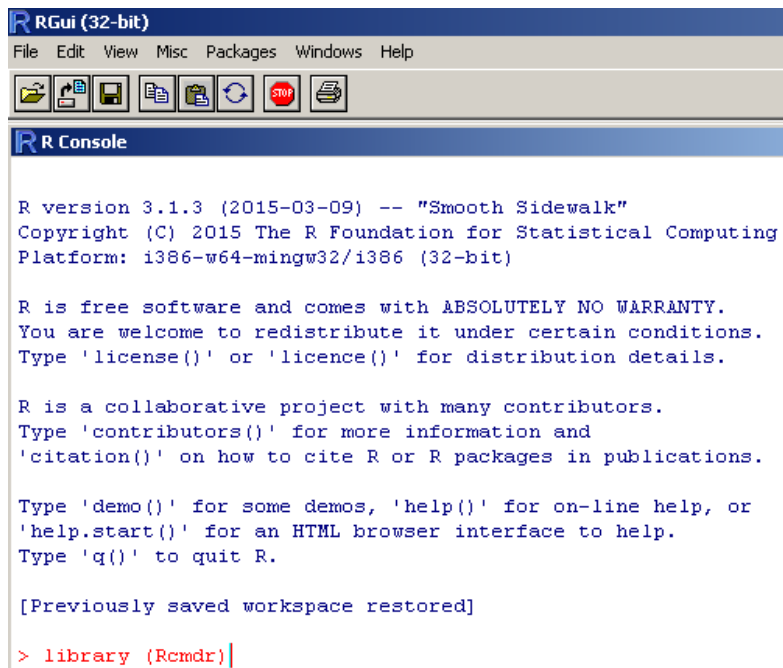 RGui (32-bit)
File Edit View Misc Packages Windows Help
STOP
R Console
R version 3.1.3 (2015-03-09) -- "Smooth Sidewalk"
Copyright (C) 2015 The R Foundation for Statistical Computing
Platform: i386-w64-mingw32/i386 (32-bit)
R is free software and comes with ABSOLUTELY NO WARRANTY.
You are welcome to redistribute it under certain conditions.
Type 'license()' or 'licence()' for distribution details.
R is a collaborative project with many contributors.
Type 'contributors()' for more information and
'citation()' on how to cite R or R packages in publications.
Type 'demo()' for some demos, 'help()' for on-line help, or
'help.start()' for an HTML browser interface to help.
Type 'q()' to quit R.
[Previously saved workspace restored]
> library (Rcmdr)